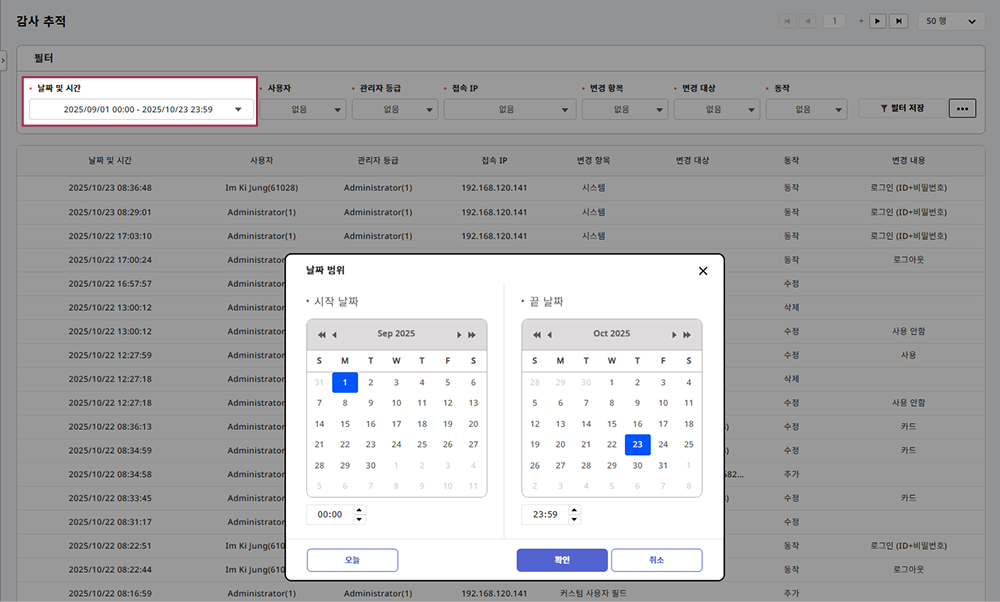 감사 추적
1
50 행
필터
날짜 및 시간 사용자 관리자 등급 접속 IP 변경 항목 변경 대상 동작
2025/09/01 00:00 - 2025/10/23 23:59 없음 없음 없음 없음 없음 없음 필터 저장 •••
날짜 및 시간 사용자 관리자 등급 접속 IP 변경 항목 변경 대상 동작 변경 내용
2025/10/23 08:36:48 Im Ki Jung(61028) Administrator(1) 192.168.120.141 시스템 동작 로그인 (ID+비밀번호)
2025/10/23 08:29:01 Administrator(1) Administrator(1) 192.168.120.141 시스템 동작 로그인 (ID+비밀번호)
2025/10/22 17:03:10 Administrator(1) Administrator(1) 192.168.120.141 시스템 동작 로그인 (ID+비밀번호)
2025/10/22 17:00:24 Administrator 동작 로그아웃
2025/10/22 16:57:57 Administrator 수정
2025/10/22 13:00:12 Administrator 삭제
2025/10/22 13:00:12 Administrator 수정 사용 안함
2025/10/22 12:27:59 Administrator 수정 사용
2025/10/22 12:27:18 Administrator 삭제
2025/10/22 12:27:18 Administrator 수정 사용 안함
2025/10/22 08:36:13 Administrator ) 수정 카드
2025/10/22 08:34:59 Administrator ) 수정 카드
2025/10/22 08:34:58 Administrator 582... 추가
2025/10/22 08:33:45 Administrator ) 수정 카드
2025/10/22 08:31:17 Administrator 수정
2025/10/22 08:22:51 Im Ki Jung(610 동작 로그인 (ID+비밀번호)
2025/10/22 08:22:44 Im Ki Jung(610 동작 로그아웃
2025/10/22 08:16:59 Administrator(1) Administrator(1) 192.168.120.141 커스텀 사용자 필드 추가
날짜 범위
시작 날짜
Sep 2025
S M T W T F S
31 1 2 3 4 5 6
7 8 9 10 11 12 13
14 15 16 17 18 19 20
21 22 23 24 25 26 27
28 29 30 1 2 3 4
5 6 7 8 9 10 11
00:00
끝 날짜
Oct 2025
S M T W T F S
28 29 30 1 2 3 4
5 6 7 8 9 10 11
12 13 14 15 16 17 18
19 20 21 22 23 24 25
26 27 28 29 30 31 1
2 3 4 5 6 7 8
23:59
오늘 확인 취소